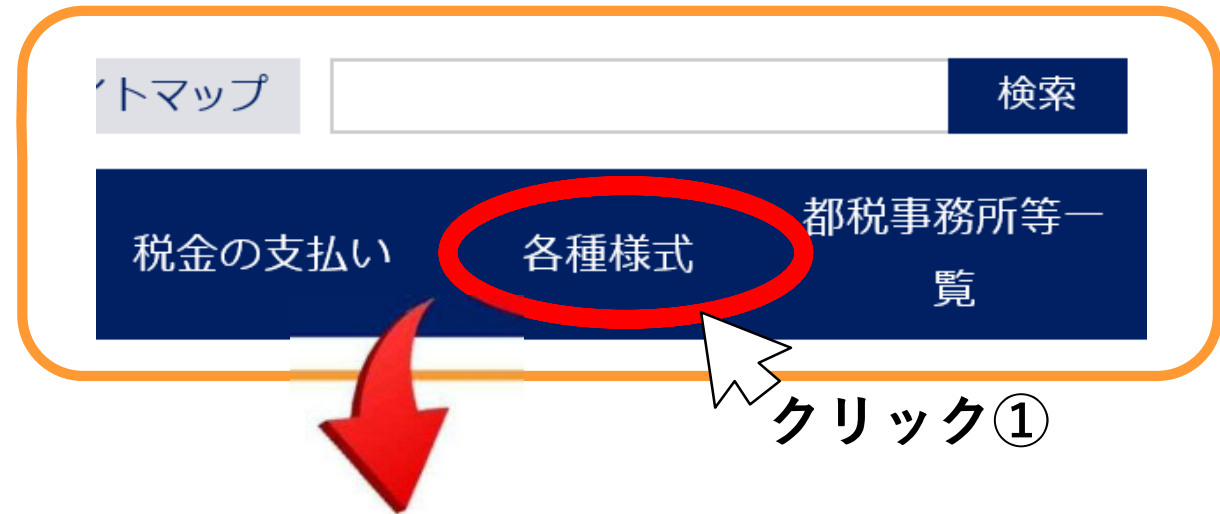 イトマップ
検索
税金の支払い
各種様式
都税事務所等一
覧
クリック①